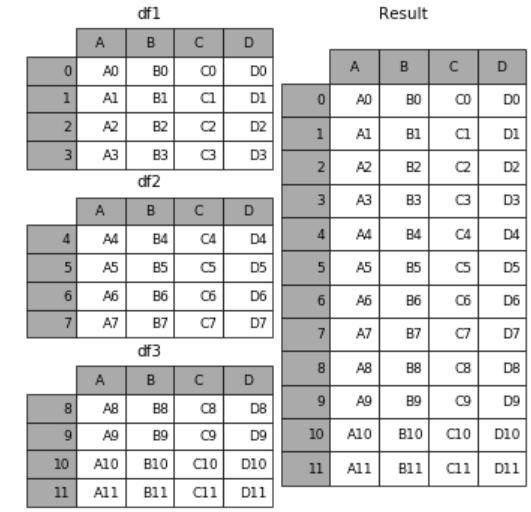 df1
A B C D
0 A0 B0 C0 D0
1 A1 B1 C1 D1
2 A2 B2 C2 D2
3 A3 B3 C3 D3
df2
A B C D
4 A4 B4 C4 D4
5 A5 B5 C5 D5
6 A6 B6 C6 D6
7 A7 B7 C7 D7
df3
A B C D
8 A8 B8 C8 D8
9 A9 B9 C9 D9
10 A10 B10 C10 D10
11 A11 B11 C11 D11
Result
A B C D
0 A0 B0 C0 D0
1 A1 B1 C1 D1
2 A2 B2 C2 D2
3 A3 B3 C3 D3
4 A4 B4 C4 D4
5 A5 B5 C5 D5
6 A6 B6 C6 D6
7 A7 B7 C7 D7
8 A8 B8 C8 D8
9 A9 B9 C9 D9
10 A10 B10 C10 D10
11 A11 B11 C11 D11